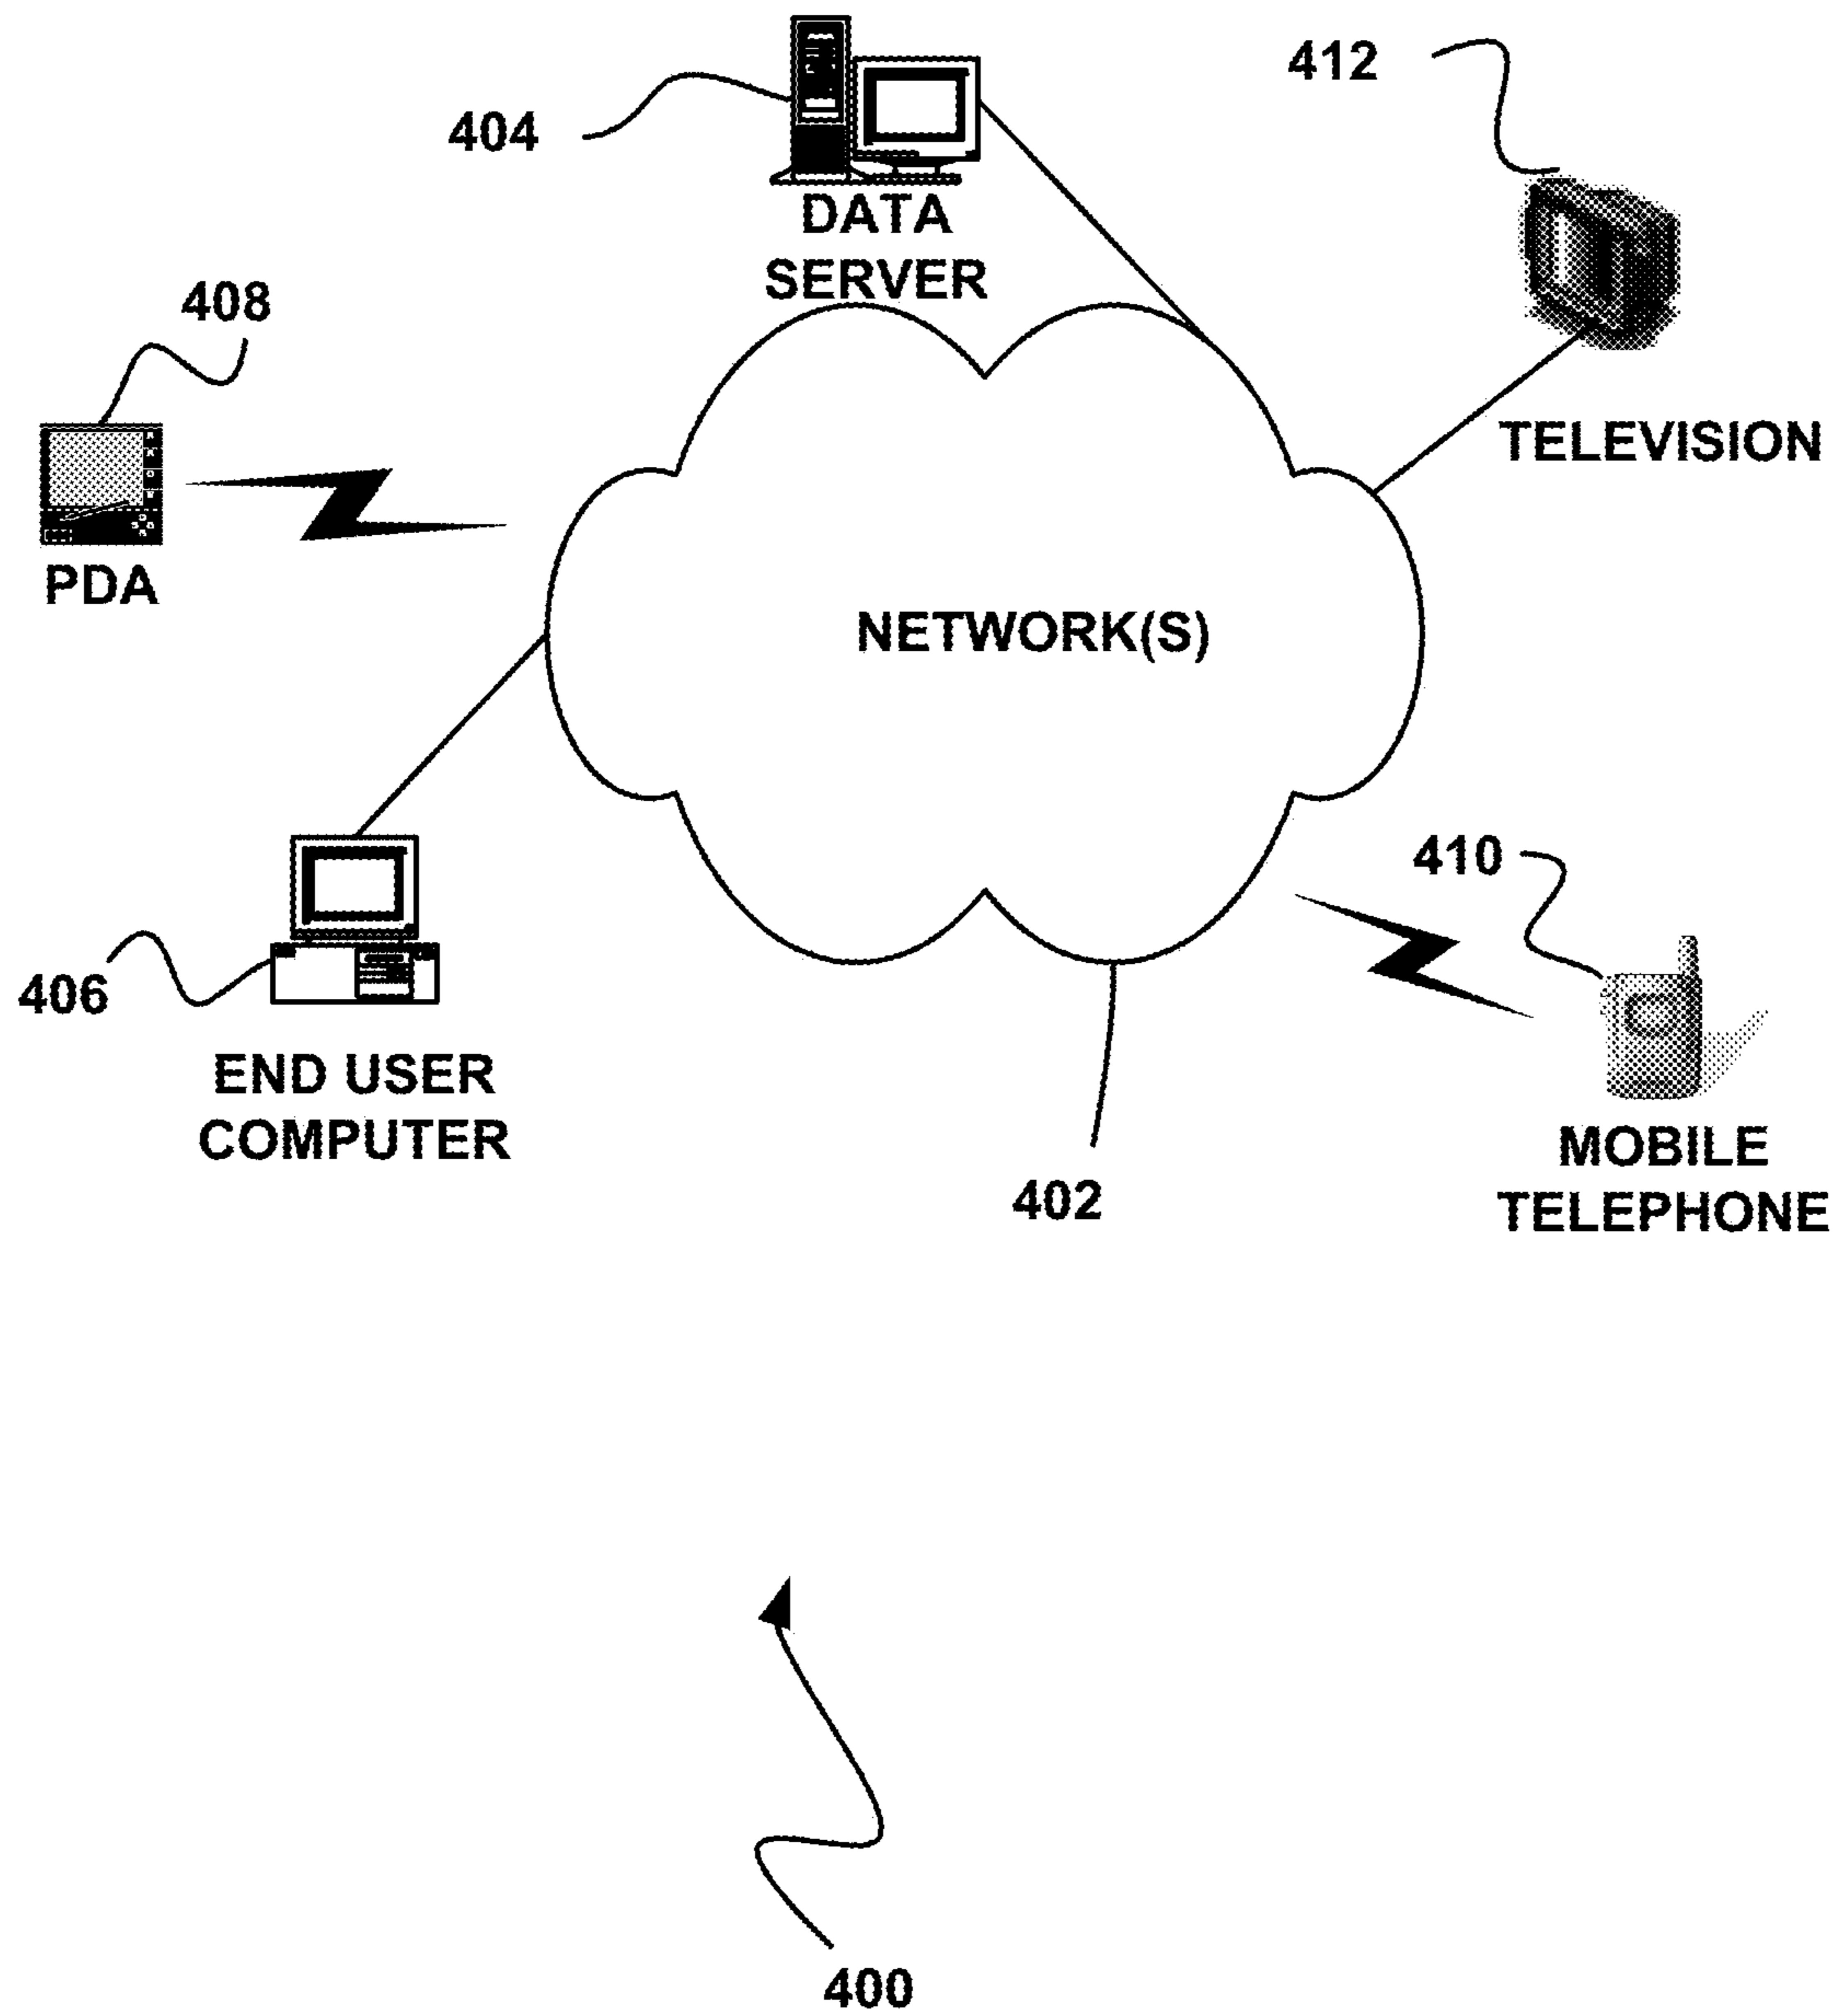 412
404
DATA
SERVER
408
TELEVISION
PDA
NETWORK(S)
410
406
END USER
COMPUTER
MOBILE
TELEPHONE
402
400